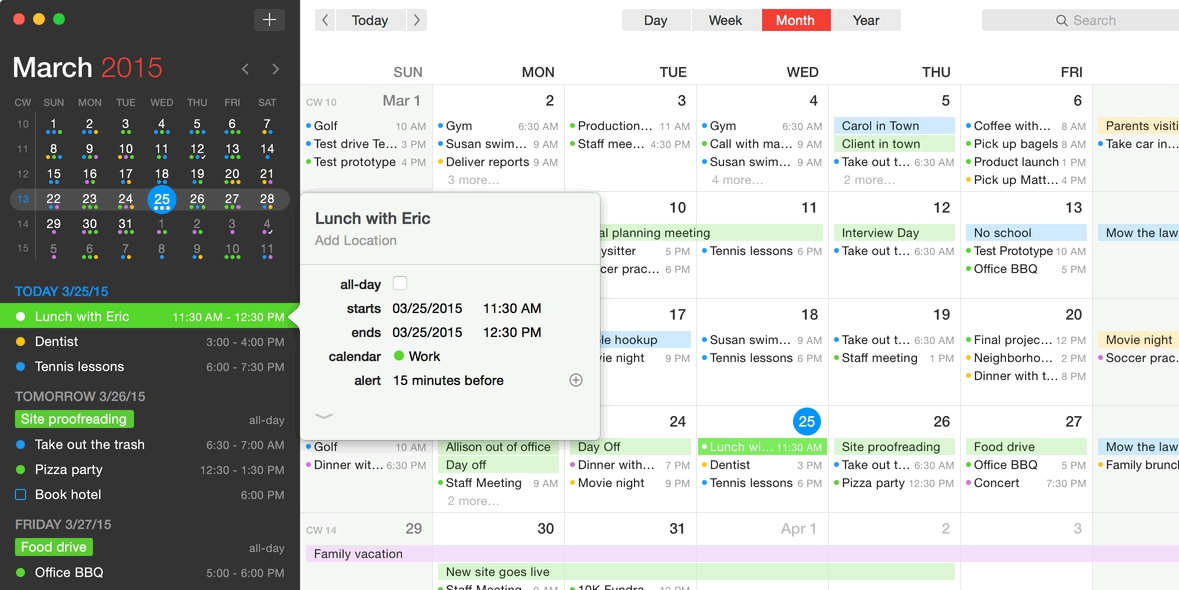 March 2015
CW SUN MON TUE WED THU FRI SAT
10 1 2 3 4 5 6 7
11 8 9 10 11 12 13 14
12 15 16 17 18 19 20 21
13 22 23 24 25 26 27 28
14 29 30 31 1 2 3 4
15 5 6 7 8 9 10 11
TODAY 3/25/15
Lunch with Eric 11:30 AM - 12:30 PM
Dentist 3:00 - 4:00 PM
Tennis lessons 6:00 - 7:30 PM
TOMORROW 3/26/15
Site proofreading all-day
Take out the trash 6:30 - 7:00 AM
Pizza party 12:30 - 1:30 PM
Book hotel 6:00 PM
FRIDAY 3/27/15
Food drive all-day
Office BBQ 5:00 - 6:00 PM
Today Day Week Month Year Search
SUN MON TUE WED THU FRI
CW 10 Mar 1 2 3 4 5 6
Golf 10 AM
Test drive Te... 3 PM
Test prototype 4 PM
Gym 6:30 AM
Susan swim... 9 AM
Deliver reports 9 AM
3 more...
Production... 11 AM
Staff mee... 4:30 PM
Gym 6:30 AM
Call with ma... 9 AM
Susan swim... 9 AM
4 more...
Carol in Town
Client in town
Take out t... 6:30 AM
2 more...
Coffee with... 8 AM
Pick up bagels 8 AM
Product launch 1 PM
Pick up Matt... 4 PM
Parents visiti
Take car in...
Lunch with Eric
Add Location
all-day
starts 03/25/2015 11:30 AM
ends 03/25/2015 12:30 PM
calendar Work
alert 15 minutes before
10 11 12 13
al planning meeting
ysitter 5 PM
cer prac... 6 PM
Tennis lessons 6 PM
Interview Day
Take out t... 6:30 AM
No school
Test Prototype 10 AM
Office BBQ 5 PM
Mow the law
17 18 19 20
le hookup
vie night 9 PM
Susan swim... 9 AM
Tennis lessons 6 PM
Take out t... 6:30 AM
Staff meeting 1 PM
Final projec... 12 PM
Neighborho... 2 PM
Dinner with t... 8 PM
Movie night
Soccer prac...
24 25 26 27
Golf 10 AM
Dinner wit... 6:30 PM
Allison out of office
Day off
Staff Meeting 9 AM
2 more...
Day Off
Dinner with... 7 PM
Movie night 9 PM
Lunch wi... 11:30 AM
Dentist 3 PM
Tennis lessons 6 PM
Site proofreading
Take out t... 6:30 AM
Pizza party 12:30 PM
Food drive
Office BBQ 5 PM
Concert 7:30 PM
Mow the law
Family brunch
CW 14 29 30 31 Apr 1 2 3
Family vacation
New site goes live
Staff Meeting 9 AM
10K Fundra 12 PM